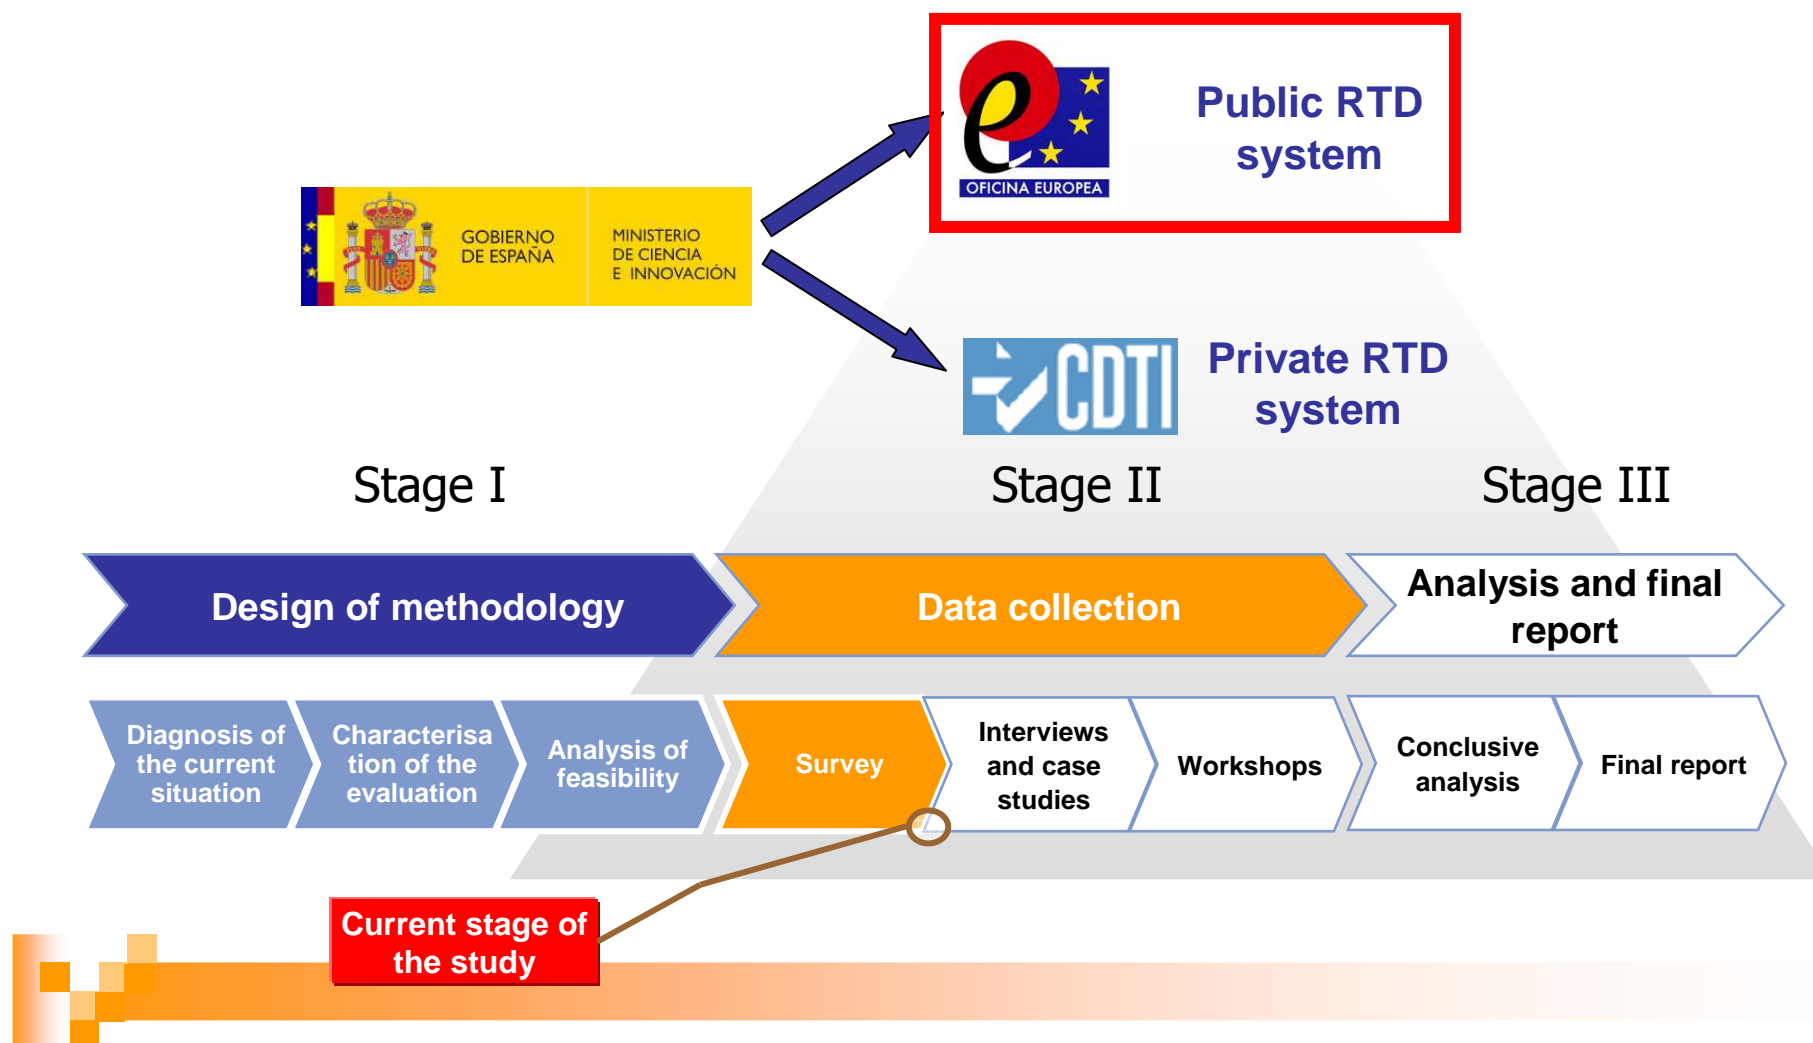 Public RTD
system
OFICINA EUROPEA
GOBIERNO
DE ESPAÑA
MINISTERIO
DE CIENCIA
E INNOVACIÓN
CDTI
Private RTD
system
Stage I
Stage II
Stage III
Design of methodology
Data collection
Analysis and final
report
Diagnosis of
the current
situation
Characterisa
tion of the
evaluation
Analysis of
feasibility
Survey
Interviews
and case
studies
Workshops
Conclusive
analysis
Final report
Current stage of
the study